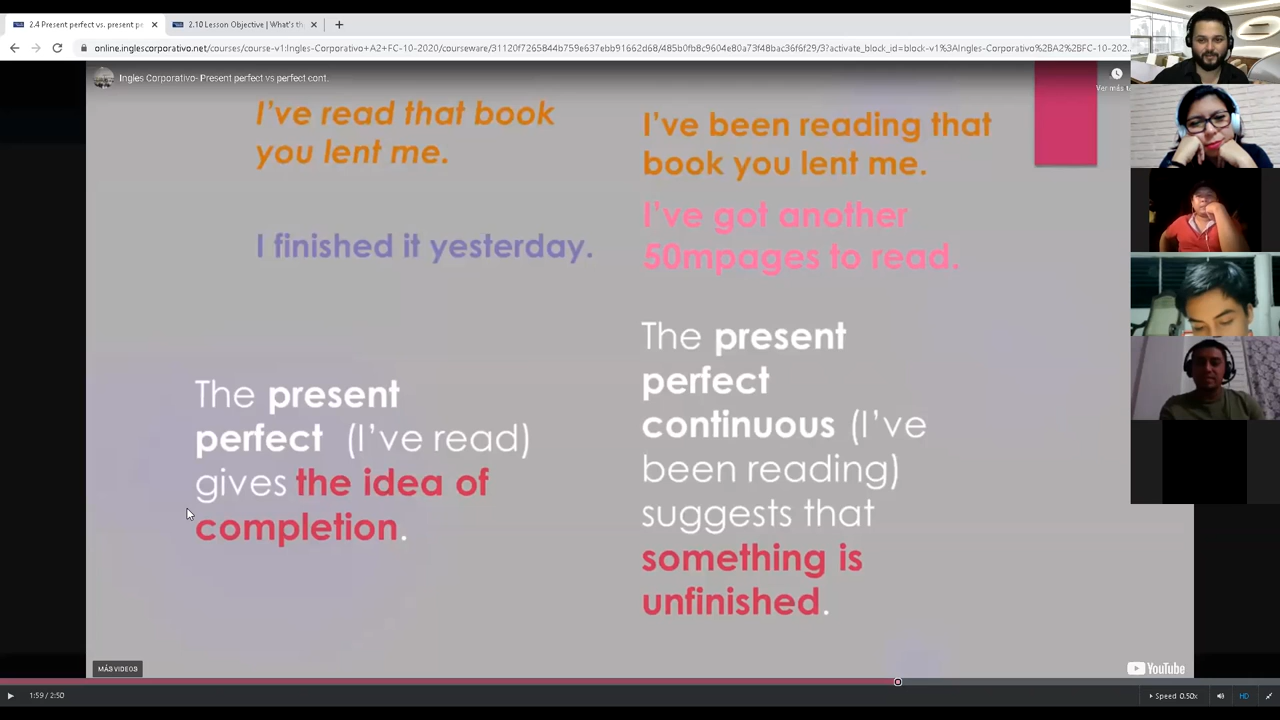 2.4 Present perfect vs. present pe
2.10 Lesson Objective | What's th
online.inglescorporativo.net/courses/course-v1:Ingles-Corporativo+A2+FC-10-2020/courseware/31120f7265844b759e637ebb91662d68/485b0fb8c9604e80a73f48bac36f6f29/3?activate_block_id=block-v1%3AIngles-Corporativo%2BA2%2BFC-10-202...
Ingles Corporativo- Present perfect vs perfect cont.
Ver más t
I've read that book
you lent me.
I finished it yesterday.
The present
perfect (I've read)
gives the idea of
completion.
I've been reading that
book you lent me.
I've got another
50mpages to read.
The present
perfect
continuous (I've
been reading)
suggests that
something is
unfinished.
MÁS VIDEOS
YouTube
1:59 / 2:50
Speed 0.50x
HD